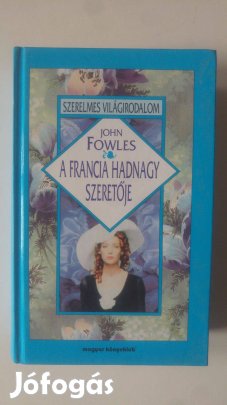 SZERELMES VILÁGIRODALOM
JOHN
FOWLES
A FRANCIA HADNAGY
SZERETŐJE
magyar könyvklub
Jófogás